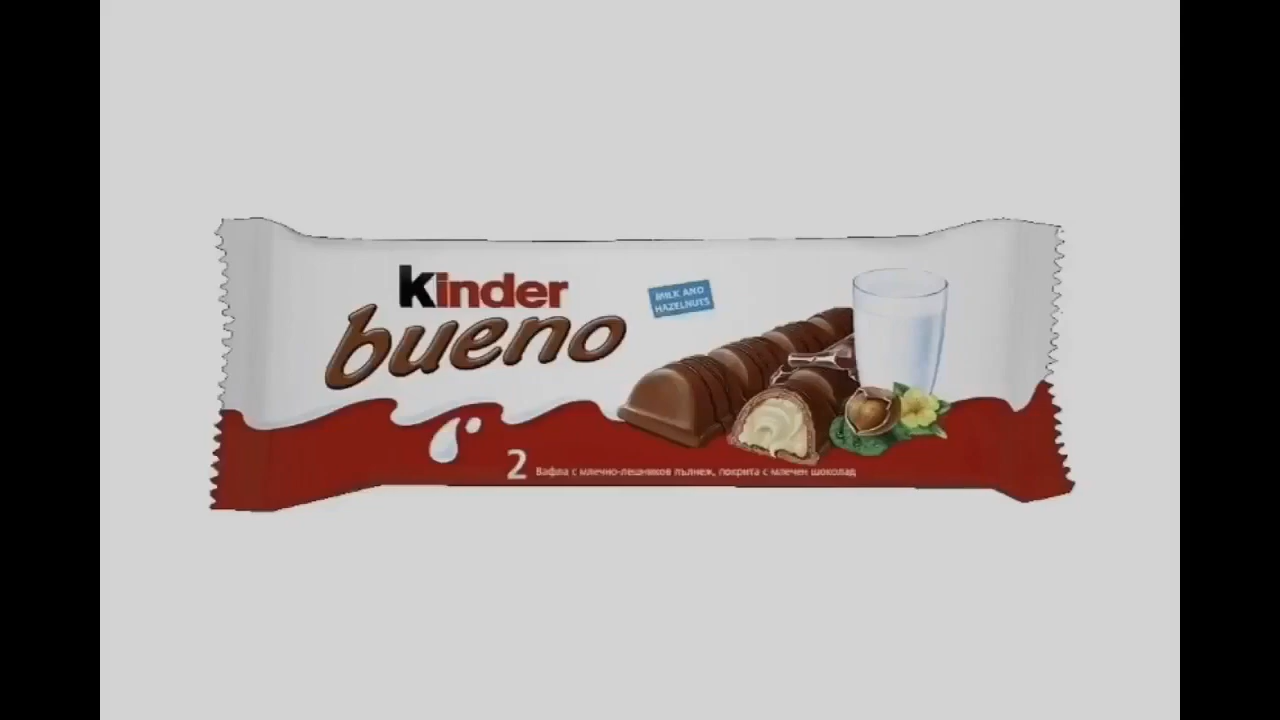 Kinder
bueno
MILK AND
HAZELNUTS
2 Вафла с млечно-лешников пълнеж, покрита с млечен шоколад